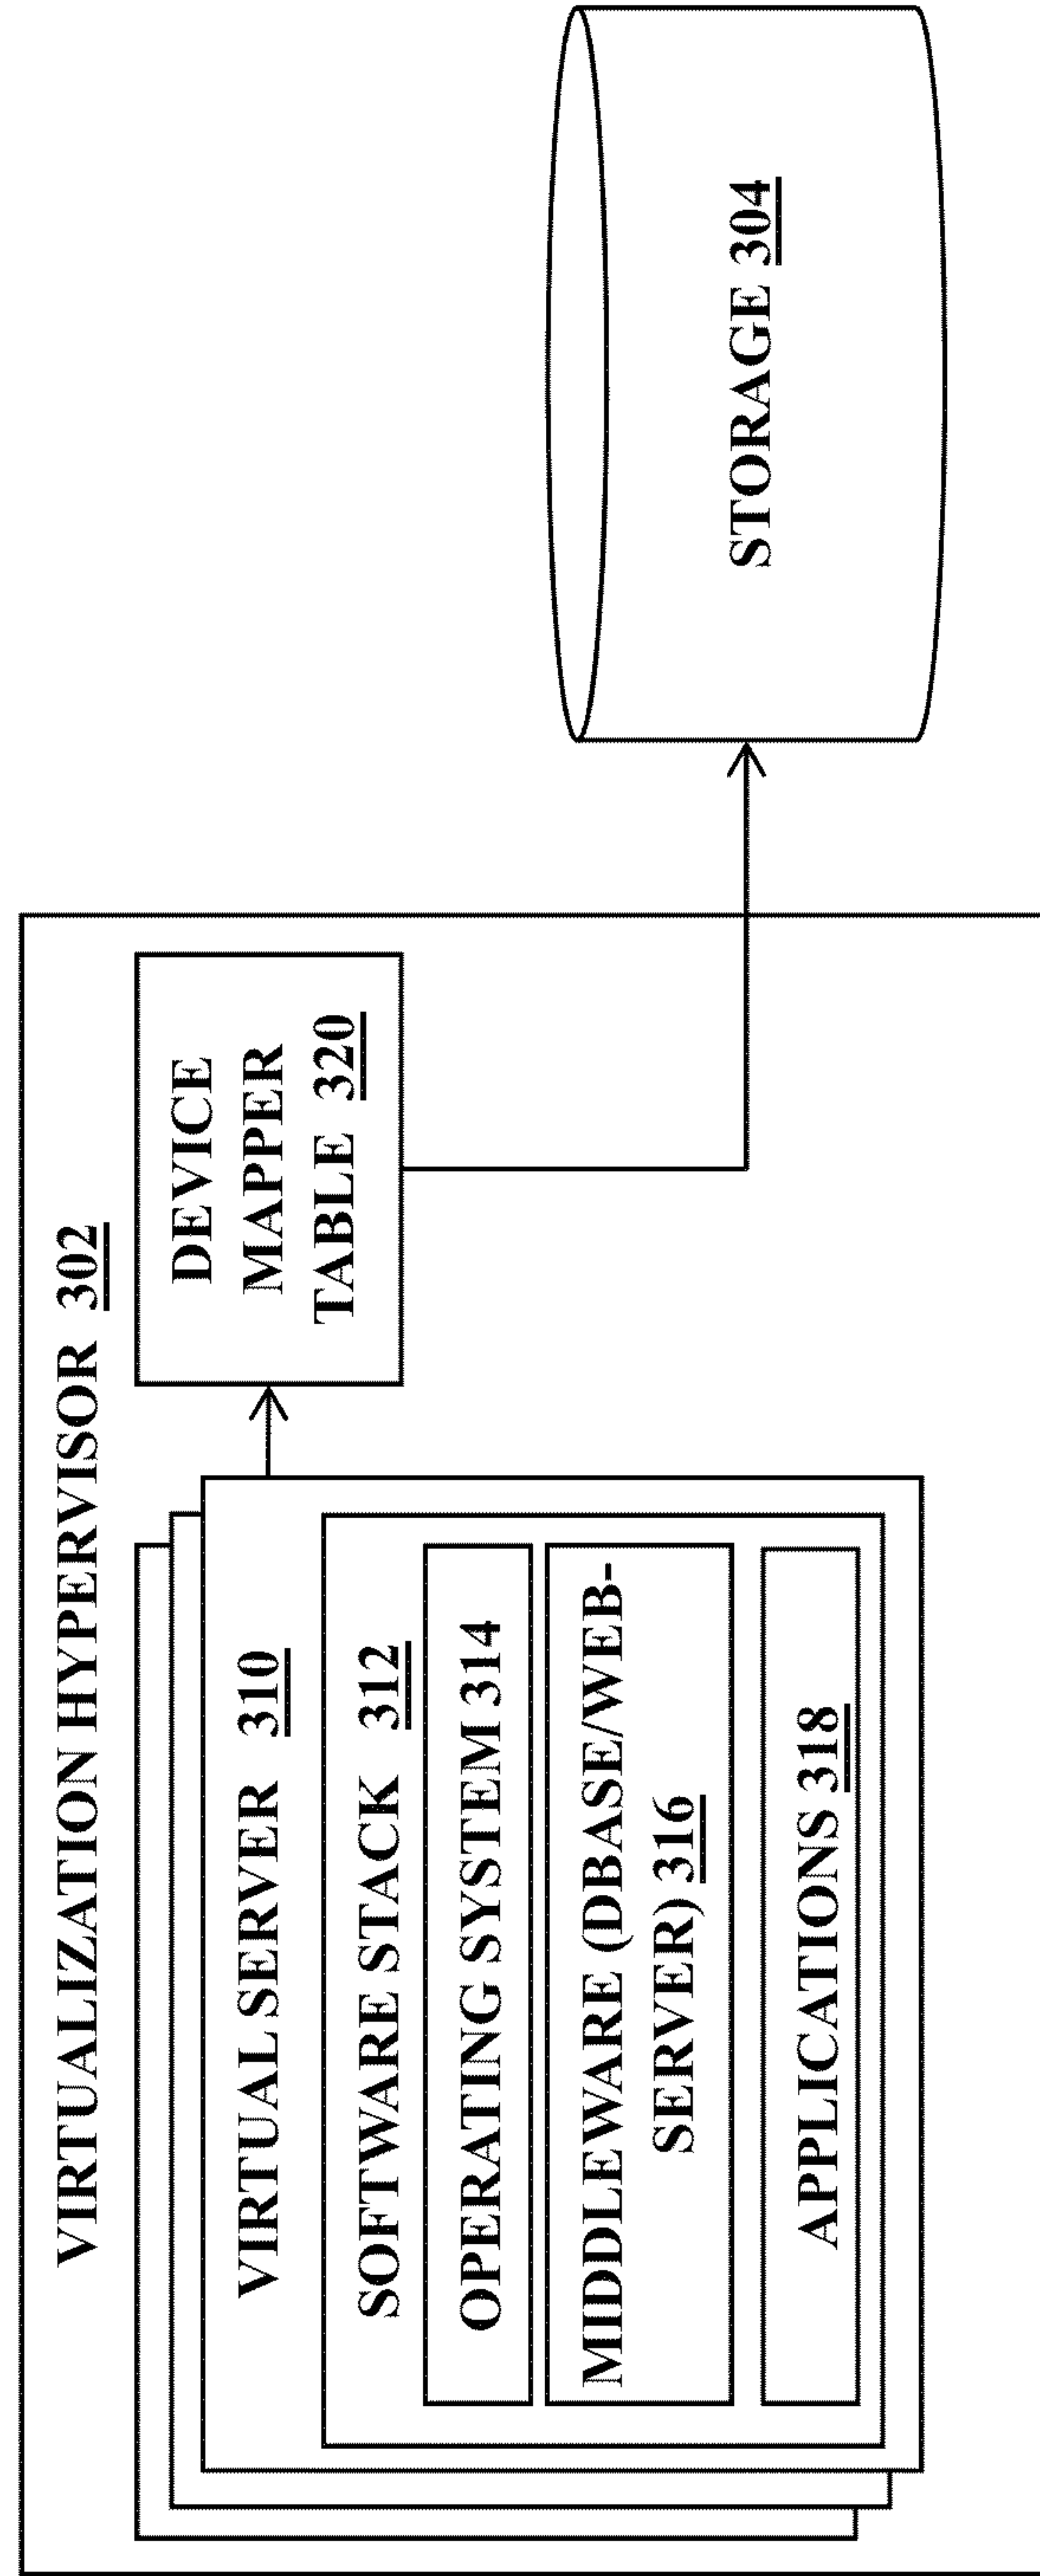 VIRTUALIZATION HYPERVISOR 302
VIRTUAL SERVER 310
SOFTWARE STACK 312
OPERATING SYSTEM 314
MIDDLEWARE (DBASE/WEB-
SERVER) 316
APPLICATIONS 318
DEVICE
MAPPER
TABLE 320
STORAGE 304